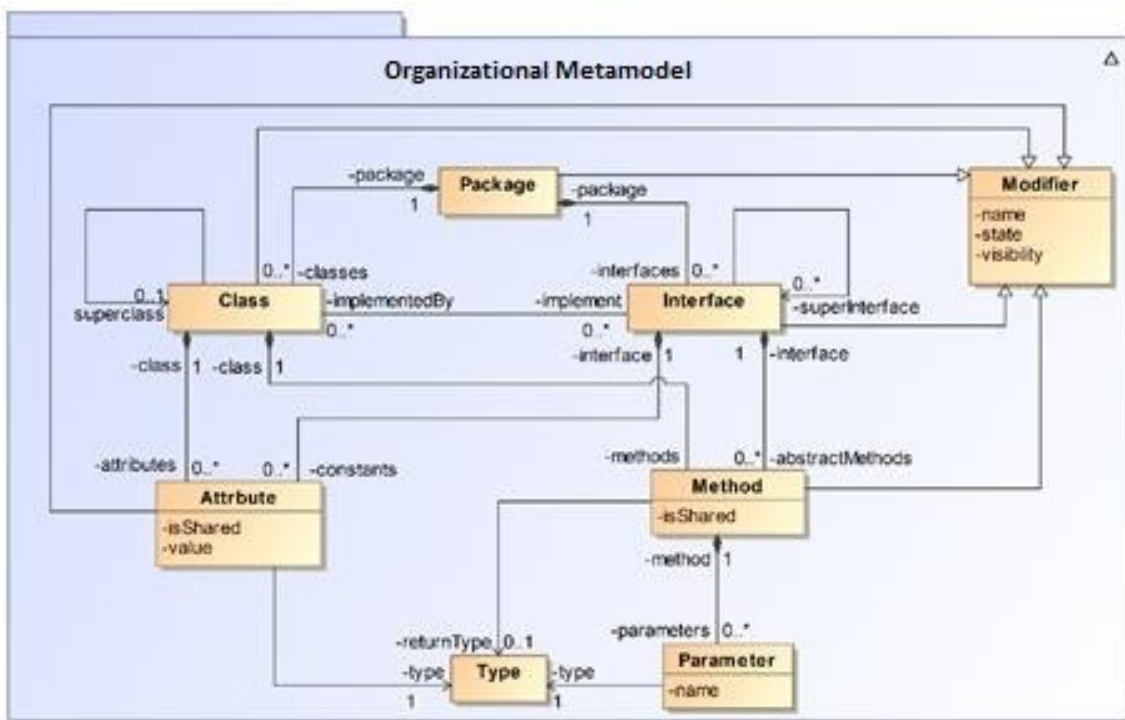 Organizational Metamodel
-package
1
Package
-package
1
Modifier
-name
-state
-visibility
0..* -classes
-interfaces 0..*
0..1
superclass
Class
-implementedBy
0..*
-implement
0..*
Interface
0..*
-superInterface
-class 1
-class 1
-interface 1
1 -interface
-attributes 0..*
0..* -constants
-methods
0..* -abstractMethods
Attrbute
-isShared
-value
Method
-isShared
-method 1
-returnType 0..1
-parameters 0..*
-type
1
Type
-type
1
Parameter
-name